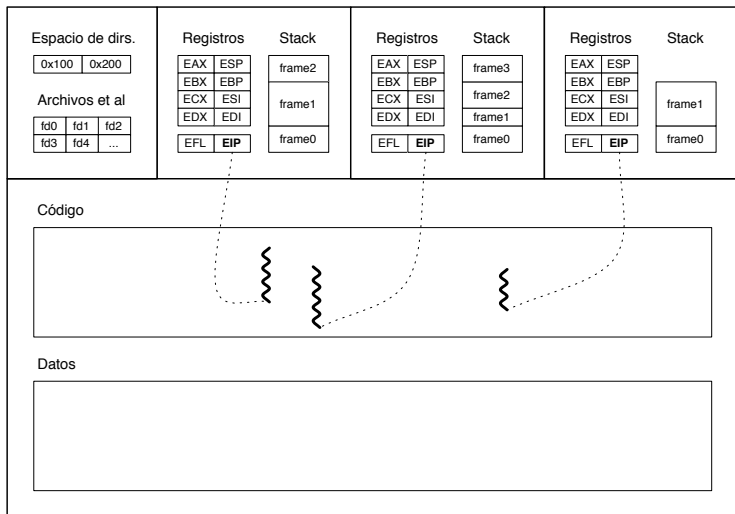 Espacio de dirs.
0x100 0x200
Archivos et al
fd0 fd1 fd2
fd3 fd4 ...
Registros Stack
EAX ESP
EBX EBP
ECX ESI
EDX EDI
EFL EIP
frame2
frame1
frame0
Registros Stack
EAX ESP
EBX EBP
ECX ESI
EDX EDI
EFL EIP
frame3
frame2
frame1
frame0
Registros Stack
EAX ESP
EBX EBP
ECX ESI
EDX EDI
EFL EIP
frame1
frame0
Código
Datos